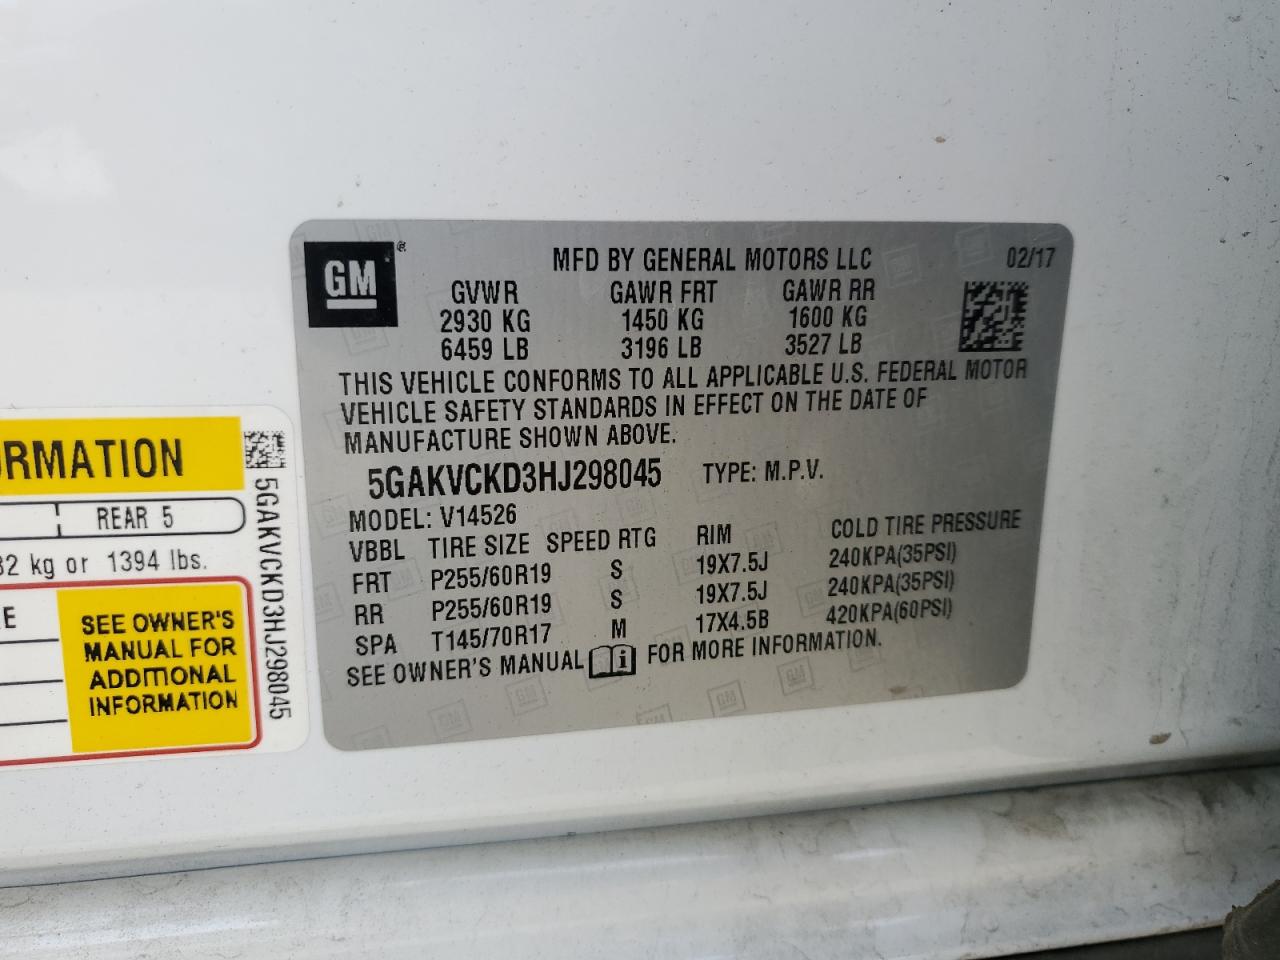 GM®
MFD BY GENERAL MOTORS LLC 02/17
GVWR GAWR FRT GAWR RR
2930 KG 1450 KG 1600 KG
6459 LB 3196 LB 3527 LB
THIS VEHICLE CONFORMS TO ALL APPLICABLE U.S. FEDERAL MOTOR
VEHICLE SAFETY STANDARDS IN EFFECT ON THE DATE OF
MANUFACTURE SHOWN ABOVE.
5GAKVCKD3HJ298045 TYPE: M.P.V.
MODEL: V14526
VBBL TIRE SIZE SPEED RTG RIM COLD TIRE PRESSURE
FRT P255/60R19 S 19X7.5J 240KPA(35PSI)
RR P255/60R19 S 19X7.5J 240KPA(35PSI)
SPA T145/70R17 M 17X4.5B 420KPA(60PSI)
SEE OWNER'S MANUAL FOR MORE INFORMATION.
RMATION
REAR 5
32 kg or 1394 lbs.
SEE OWNER'S
MANUAL FOR
ADDITIONAL
INFORMATION
5GAKVCKD3HJ298045